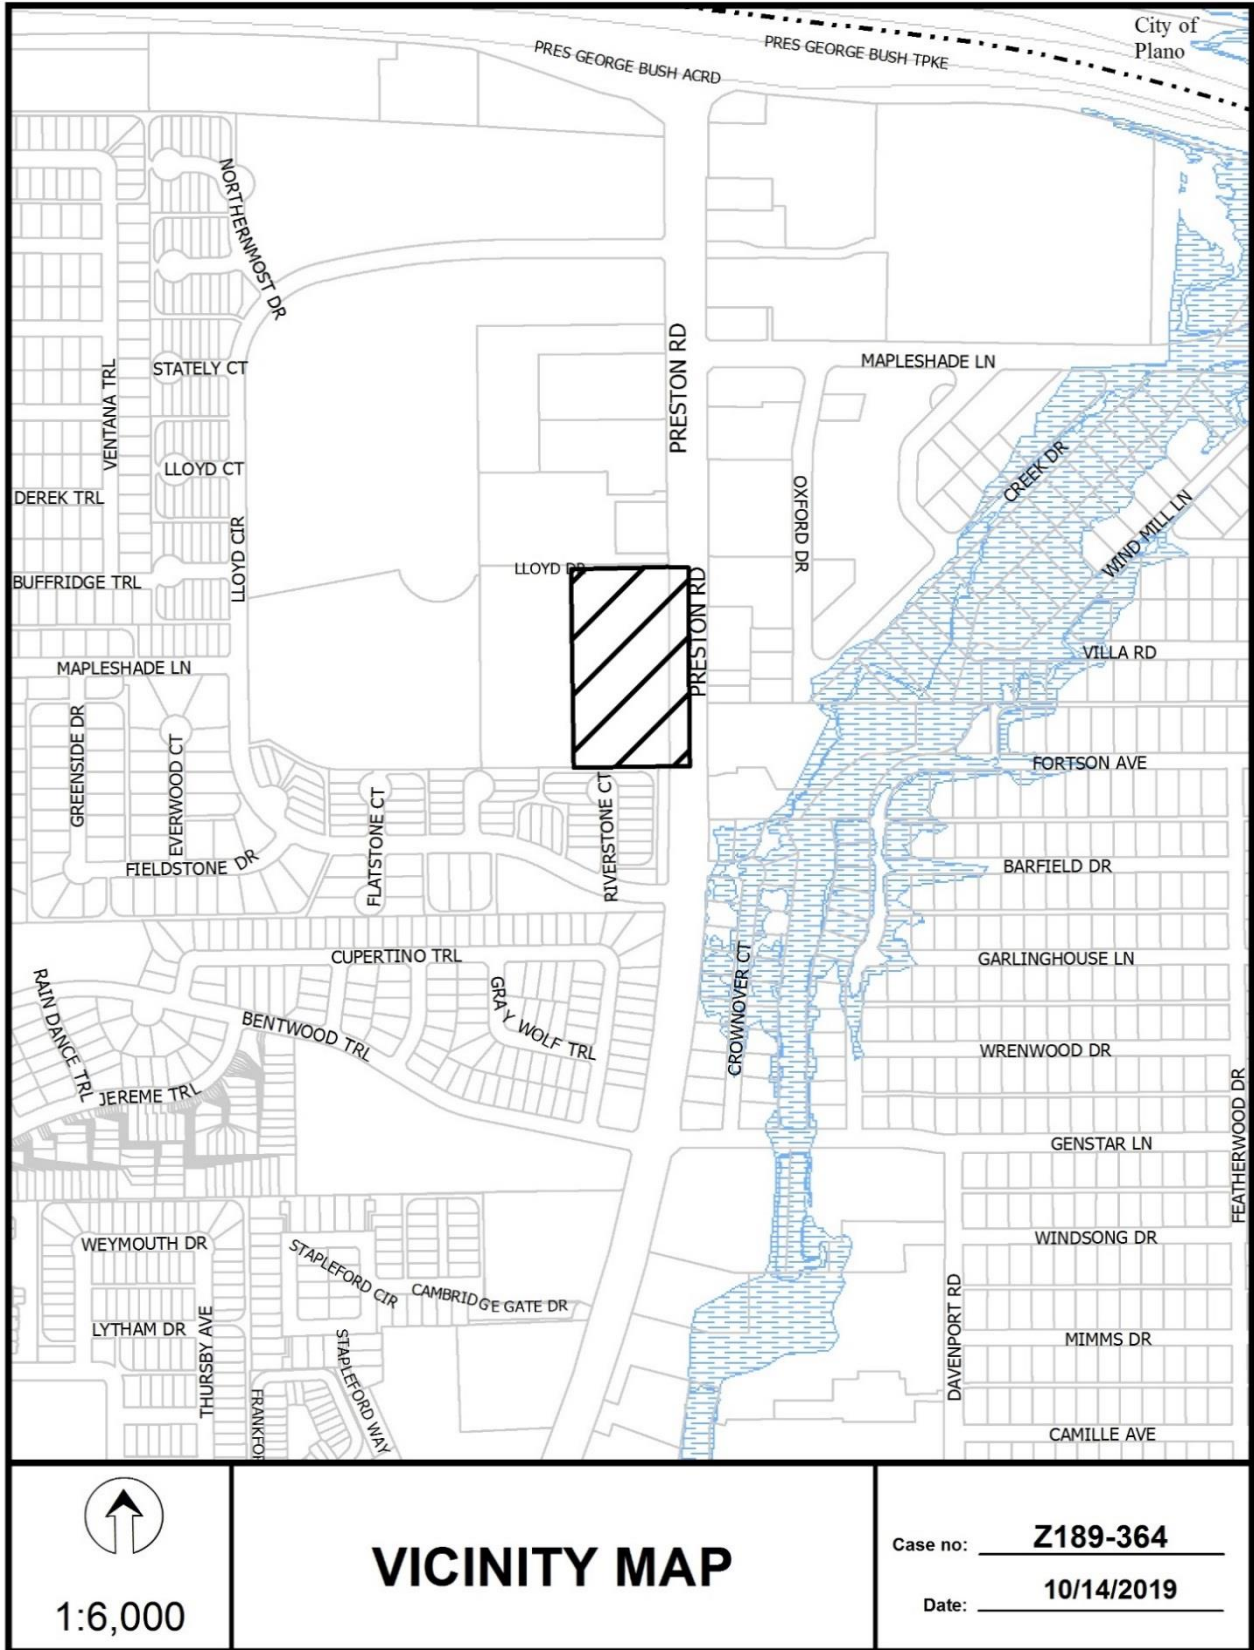 City of
Plano
PRES GEORGE BUSH TPKE
PRES GEORGE BUSH ACRD
NORTHERNMOST DR
PRESTON RD
MAPLESHADE LN
STATELY CT
VENTANA TRL
LLOYD CT
CREEK DR
DEREK TRL
OXFORD DR
WIND MILL LN
LLOYD CIR
LLOYD DR
BUFFRIDGE TRL
PRESTON RD
VILLA RD
MAPLESHADE LN
GREENSIDE DR
EVERWOOD CT
FORTSON AVE
FLATSTONE CT
RIVERSTONE CT
FIELDSTONE DR
BARFIELD DR
CUPERTINO TRL
GARLINGHOUSE LN
RAIN DANCE TRL
GRAY WOLF TRL
CROWNOVER CT
BENTWOOD TRL
WRENWOOD DR
JEREME TRL
FEATHERWOOD DR
GENSTAR LN
WEYMOUTH DR
WINDSONG DR
STAPLEFORD CIR
CAMBRIDGE GATE DR
LYTHAM DR
THURSBY AVE
STAPLEFORD WAY
DAVENPORT RD
MIMMS DR
FRANKFOR
CAMILLE AVE
1:6,000
VICINITY MAP
Case no: Z189-364
Date: 10/14/2019